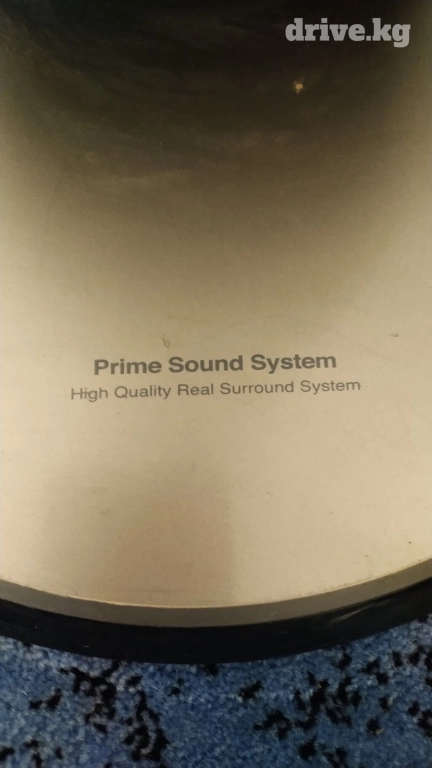 drive.kg
Prime Sound System
High Quality Real Surround System